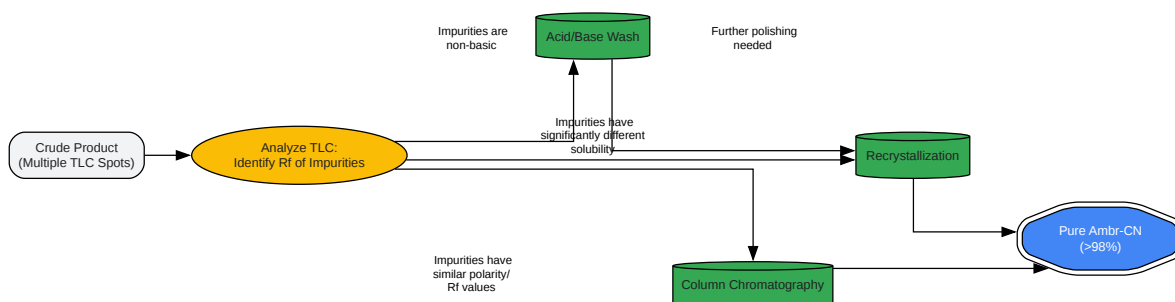 Impurities are
non-basic
Acid/Base Wash
Further polishing
needed
Crude Product
(Multiple TLC Spots)
Analyze TLC:
Identify Rf of Impurities
Impurities have
significantly different
solubility
Recrystallization
Pure Ambr-CN
(>98%)
Impurities have
similar polarity/
Rf values
Column Chromatography